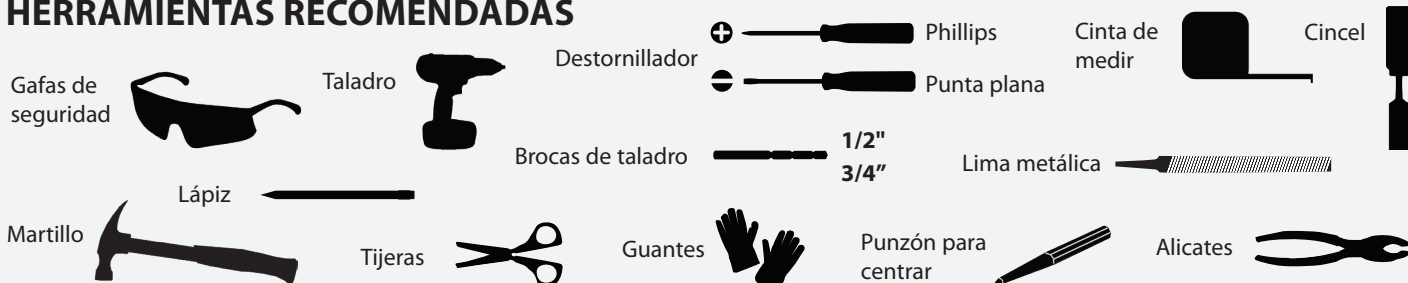 HERRAMIENTAS RECOMENDADAS
Gafas de
seguridad
Taladro
Destornillador
Phillips
Punta plana
Cinta de
medir
Cincel
Brocas de taladro
1/2"
3/4”
Lima metálica
Lápiz
Martillo
Tijeras
Guantes
Punzón para
centrar
Alicates